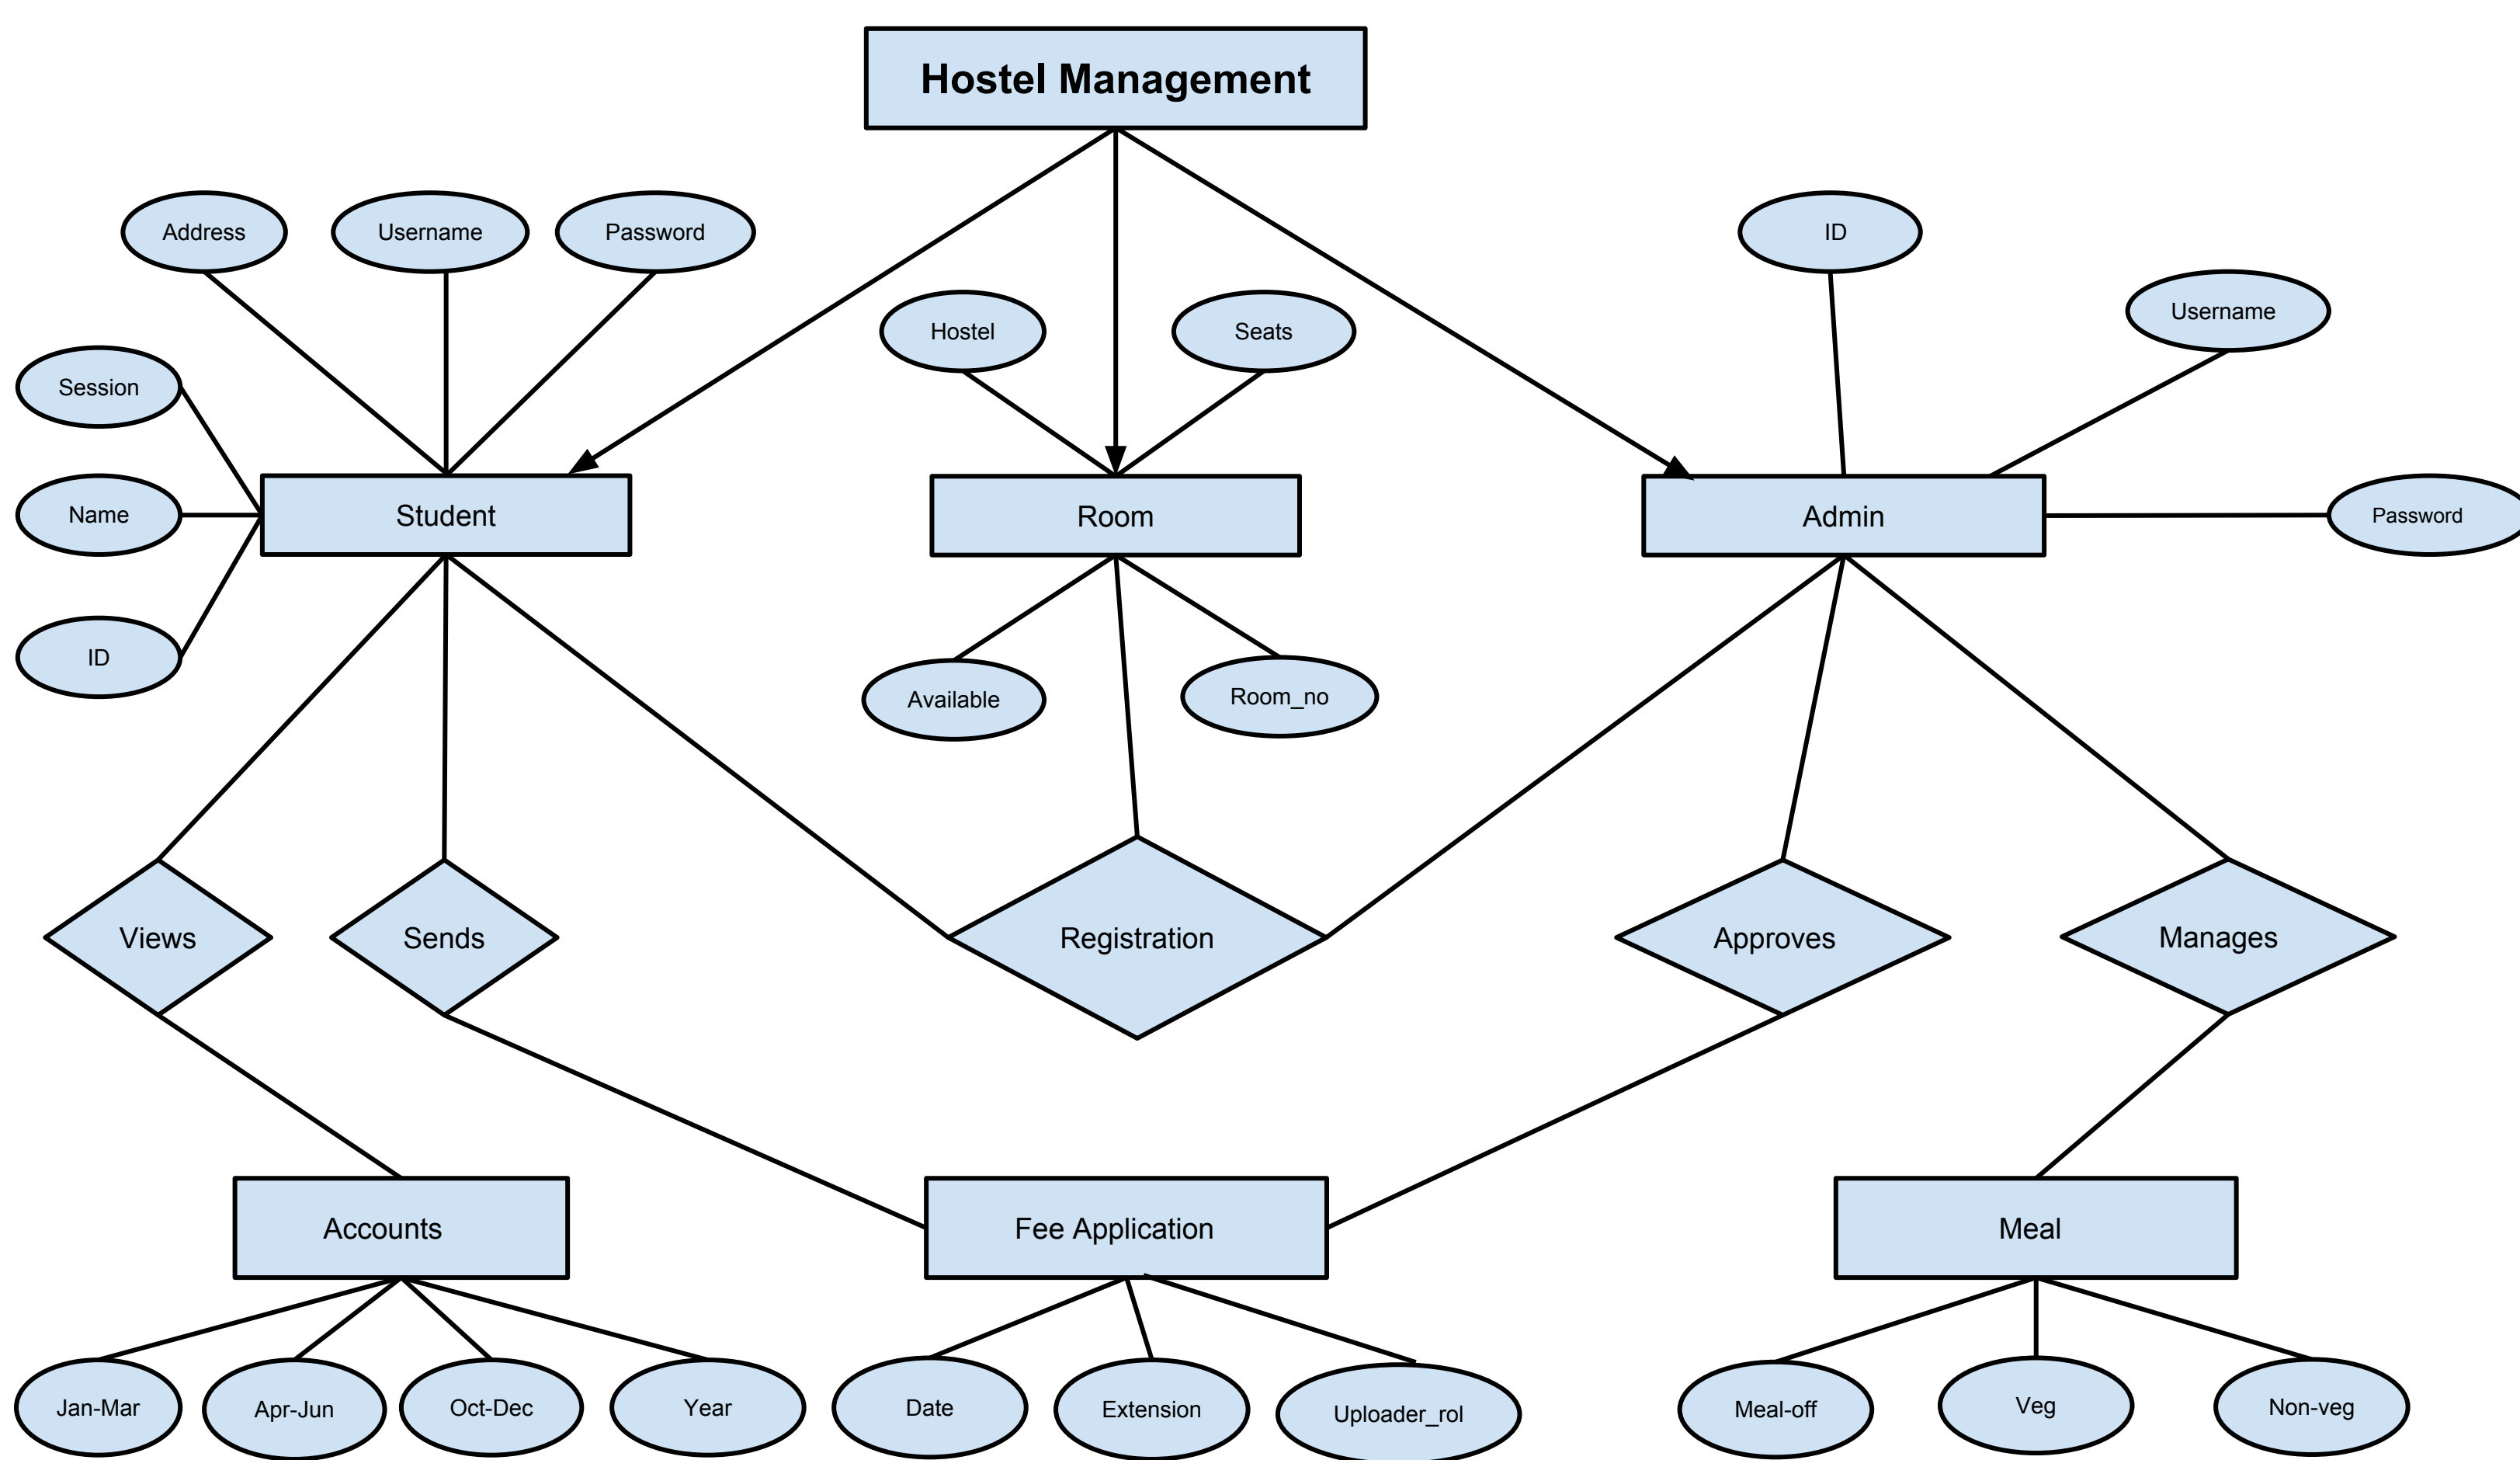 Hostel Management
Address
Username
Password
ID
Username
Hostel
Seats
Session
Name
Student
Room
Admin
Password
ID
Available
Room_no
Views
Sends
Registration
Approves
Manages
Accounts
Fee Application
Meal
Jan-Mar
Apr-Jun
Oct-Dec
Year
Date
Extension
Uploader_rol
Meal-off
Veg
Non-veg